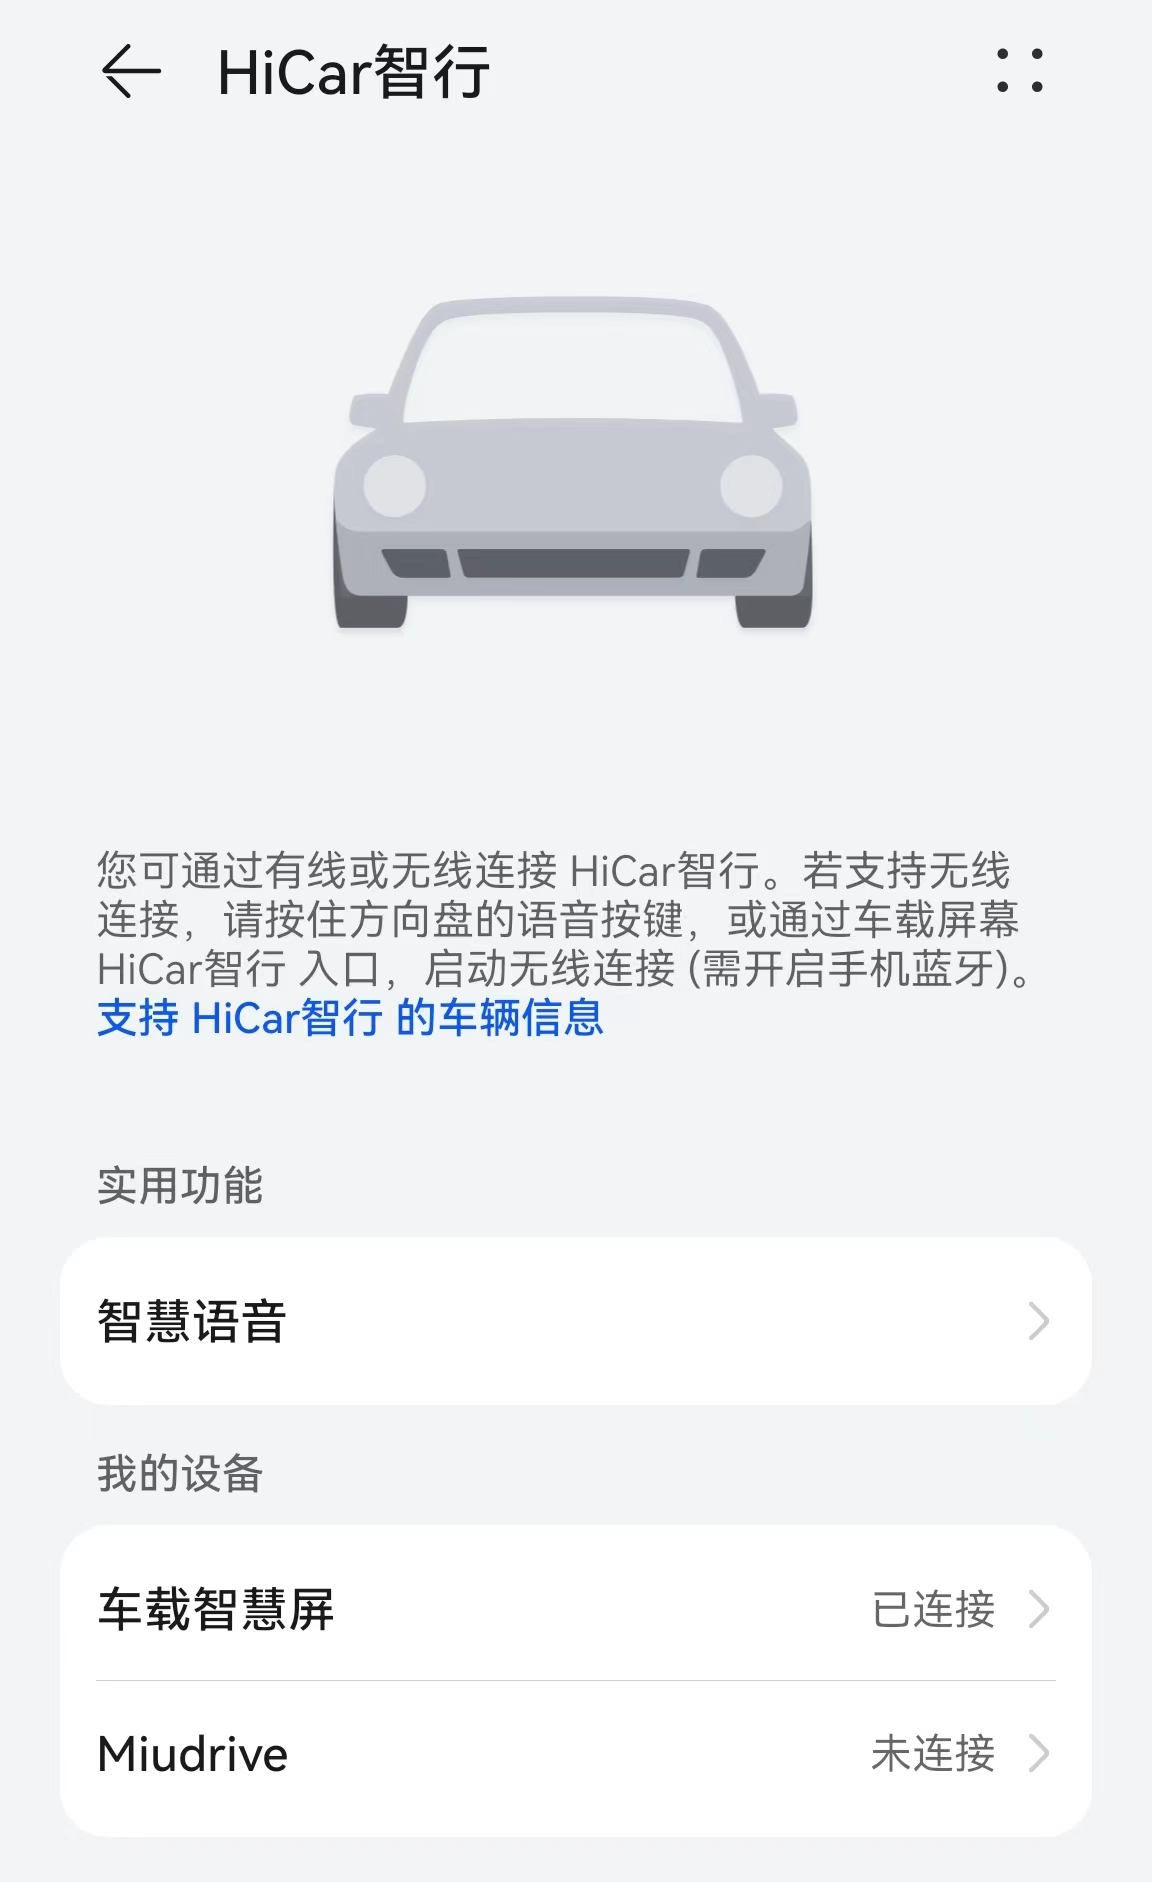 HiCar智行
您可通过有线或无线连接 HiCar智行。若支持无线
连接，请按住方向盘的语音按键，或通过车载屏幕
HiCar智行 入口，启动无线连接 (需开启手机蓝牙)。
支持 HiCar智行 的车辆信息
实用功能
智慧语音
我的设备
车载智慧屏 已连接
Miudrive 未连接